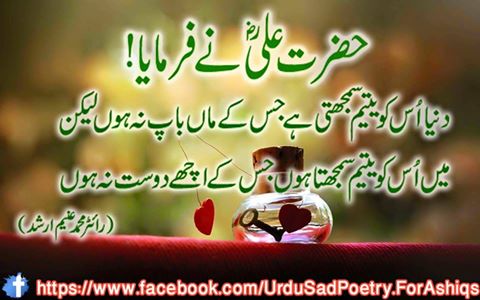 حضرت علیؓ نے فرمایا!
دنیا اُس کو یتیم سمجھتی ہے جس کے ماں باپ نہ ہوں لیکن
میں اُس کو یتیم سمجھتا ہوں جس کے اچھے دوست نہ ہوں
(رائٹر محمد عنیم ارشد)
f https://www.facebook.com/UrduSadPoetry.ForAshiqs